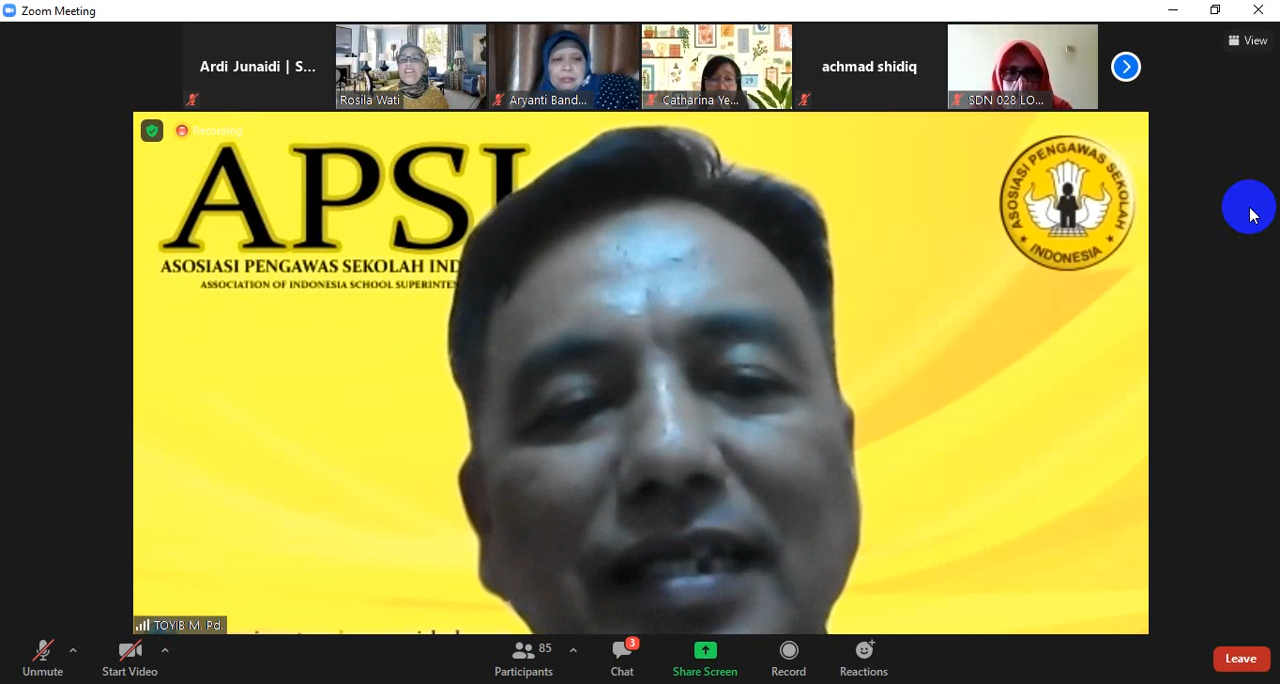 Zoom Meeting
Ardi Junaidi | S...
Rosila Wati
Aryanti Band...
Catharina Ye...
achmad shidiq
SDN 028 LO...
View
Recording
APSI
ASOSIASI PENGAWAS SEKOLAH IND
ASSOCIATION OF INDONESIA SCHOOL SUPERINTEN
ASOSIASI PENGAWAS SEKOLAH
INDONESIA
TOYIB M. Pd.
Unmute
Start Video
85
Participants
3
Chat
Share Screen
Record
Reactions
Leave